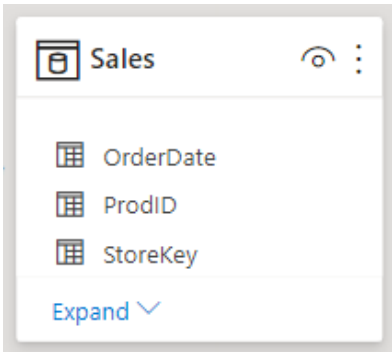 Sales
OrderDate
ProdID
StoreKey
Expand